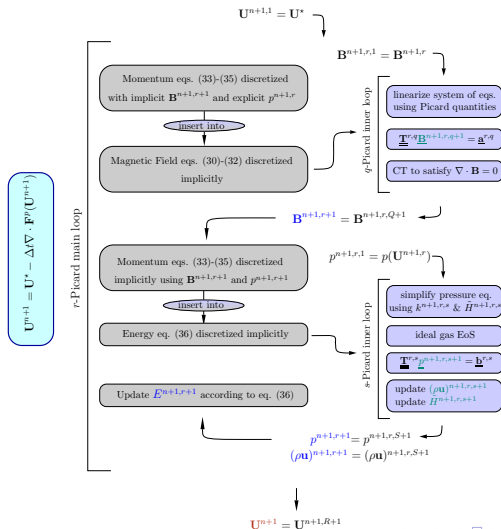 U^{n+1,1} = U^⋆
B^{n+1,r,1} = B^{n+1,r}
Momentum eqs. (33)-(35) discretized
with implicit B^{n+1,r+1} and explicit p^{n+1,r}
insert into
Magnetic Field eqs. (30)-(32) discretized
implicitly
q-Picard inner loop
linearize system of eqs.
using Picard quantities
T^{r,q} B^{n+1,r,q+1} = a^{r,q}
CT to satisfy ∇ · B = 0
B^{n+1,r+1} = B^{n+1,r,Q+1}
r-Picard main loop
U^{n+1} = U^⋆ − Δt∇ · F^p(U^{n+1})
Momentum eqs. (33)-(35) discretized
implicitly using B^{n+1,r+1} and p^{n+1,r+1}
insert into
Energy eq. (36) discretized implicitly
Update E^{n+1,r+1} according to eq. (36)
p^{n+1,r,1} = p(U^{n+1,r})
s-Picard inner loop
simplify pressure eq.
using k^{n+1,r,s} & H̃^{n+1,r,s}
ideal gas EoS
T^{r,s} p^{n+1,r,s+1} = b^{r,s}
update (ρu)^{n+1,r,s+1}
update H̃^{n+1,r,s+1}
p^{n+1,r+1} = p^{n+1,r,S+1}
(ρu)^{n+1,r+1} = (ρu)^{n+1,r,S+1}
U^{n+1} = U^{n+1,R+1}